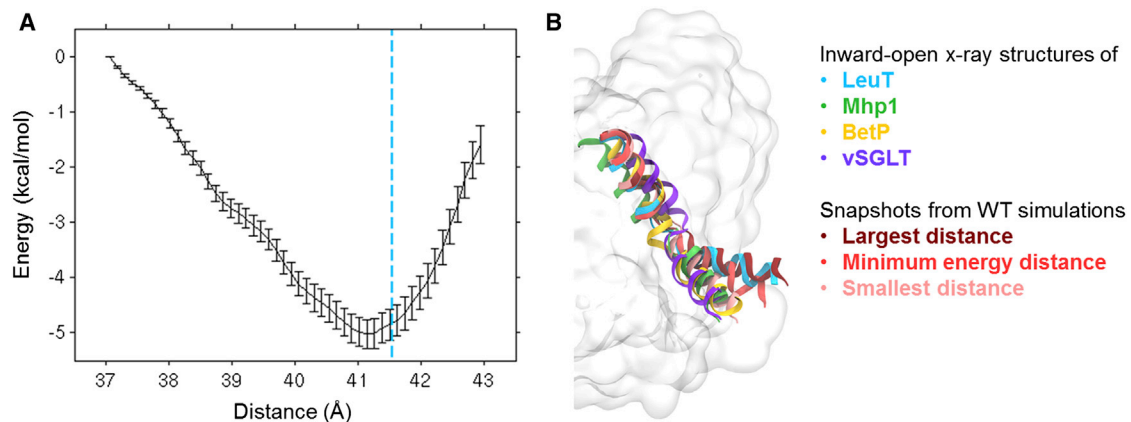 A
Energy (kcal/mol)
0
-1
-2
-3
-4
-5
37 38 39 40 41 42 43
Distance (Å)
B
Inward-open x-ray structures of
• LeuT
• Mhp1
• BetP
• vSGLT
Snapshots from WT simulations
• Largest distance
• Minimum energy distance
• Smallest distance